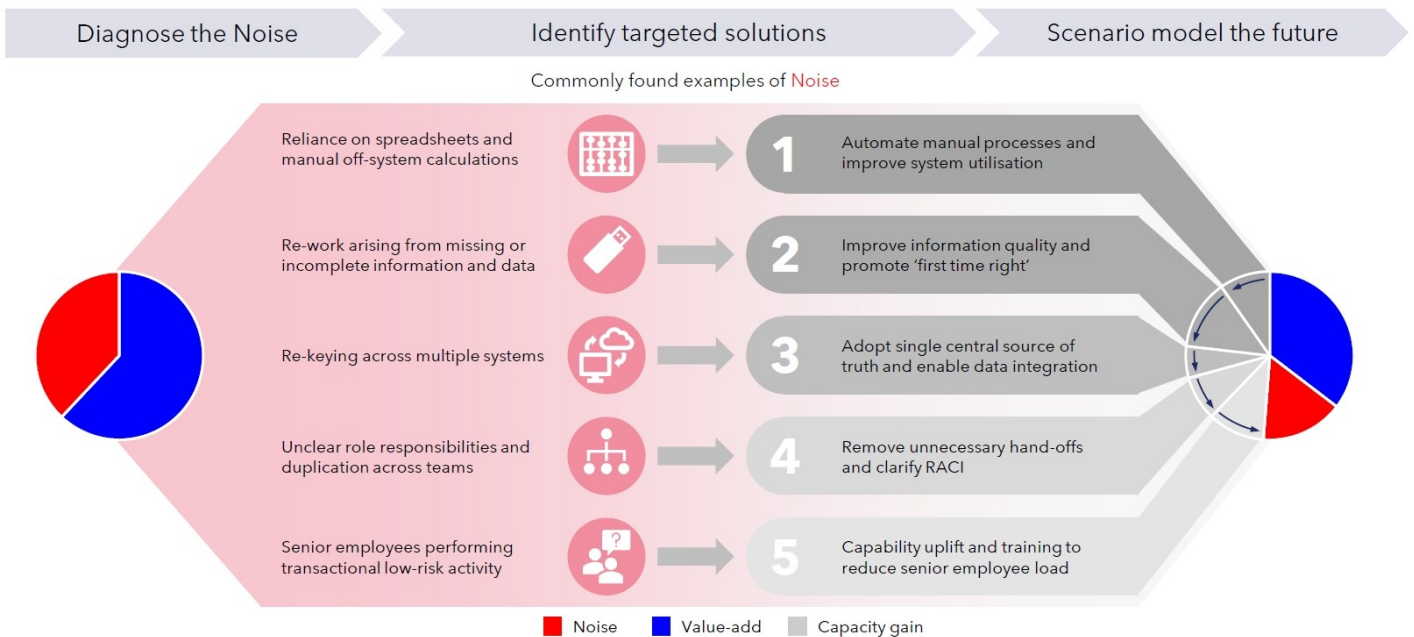 Diagnose the Noise
Identify targeted solutions
Scenario model the future
Commonly found examples of Noise
Reliance on spreadsheets and
manual off-system calculations
1
Automate manual processes and
improve system utilisation
Re-work arising from missing or
incomplete information and data
2
Improve information quality and
promote ‘first time right’
Re-keying across multiple systems
3
Adopt single central source of
truth and enable data integration
Unclear role responsibilities and
duplication across teams
4
Remove unnecessary hand-offs
and clarify RACI
Senior employees performing
transactional low-risk activity
?
5
Capability uplift and training to
reduce senior employee load
Noise
Value-add
Capacity gain